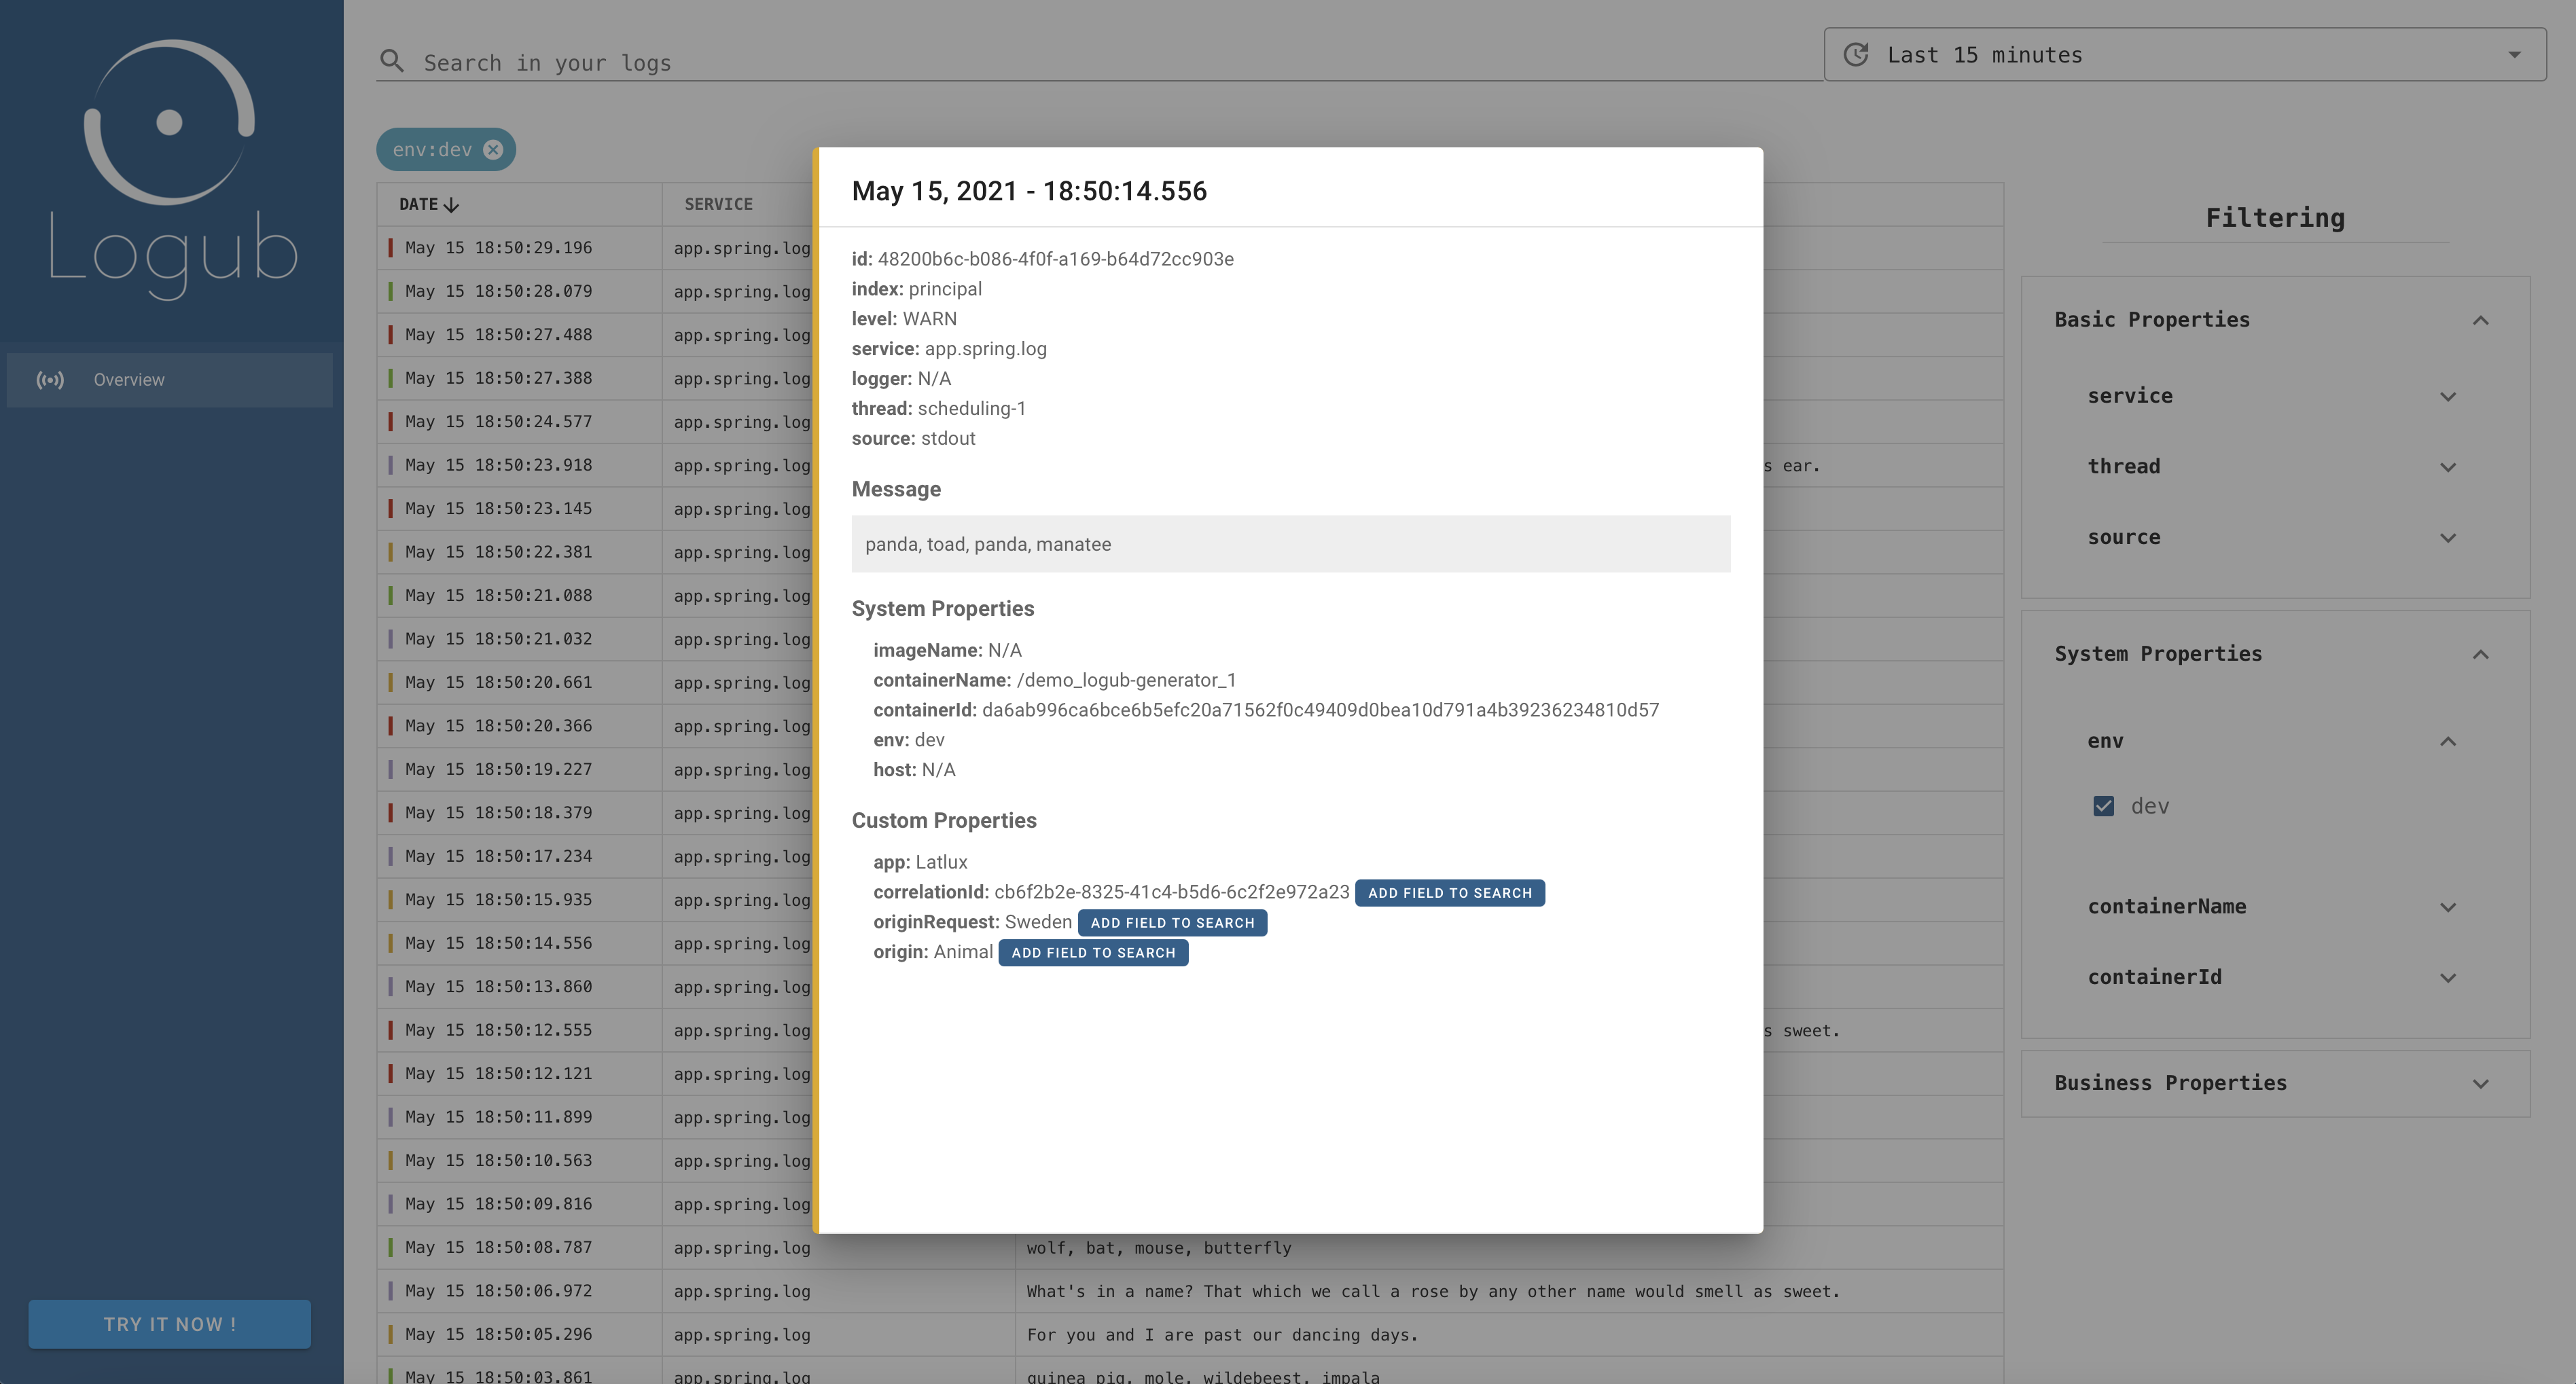 Logub
Overview
TRY IT NOW !
Search in your logs
Last 15 minutes
env:dev
DATE SERVICE
May 15 18:50:29.196 app.spring.log
May 15 18:50:28.079 app.spring.log
May 15 18:50:27.488 app.spring.log
May 15 18:50:27.388 app.spring.log
May 15 18:50:24.577 app.spring.log
May 15 18:50:23.918 app.spring.log s ear.
May 15 18:50:23.145 app.spring.log
May 15 18:50:22.381 app.spring.log
May 15 18:50:21.088 app.spring.log
May 15 18:50:21.032 app.spring.log
May 15 18:50:20.661 app.spring.log
May 15 18:50:20.366 app.spring.log
May 15 18:50:19.227 app.spring.log
May 15 18:50:18.379 app.spring.log
May 15 18:50:17.234 app.spring.log
May 15 18:50:15.935 app.spring.log
May 15 18:50:14.556 app.spring.log
May 15 18:50:13.860 app.spring.log
May 15 18:50:12.555 app.spring.log s sweet.
May 15 18:50:12.121 app.spring.log
May 15 18:50:11.899 app.spring.log
May 15 18:50:10.563 app.spring.log
May 15 18:50:09.816 app.spring.log
May 15 18:50:08.787 app.spring.log wolf, bat, mouse, butterfly
May 15 18:50:06.972 app.spring.log What's in a name? That which we call a rose by any other name would smell as sweet.
May 15 18:50:05.296 app.spring.log For you and I are past our dancing days.
May 15 18:50:03.861 app.spring.log guinea pig, mole, wildebeest, impala
May 15, 2021 - 18:50:14.556
id: 48200b6c-b086-4f0f-a169-b64d72cc903e
index: principal
level: WARN
service: app.spring.log
logger: N/A
thread: scheduling-1
source: stdout
Message
panda, toad, panda, manatee
System Properties
imageName: N/A
containerName: /demo_logub-generator_1
containerId: da6ab996ca6bce6b5efc20a71562f0c49409d0bea10d791a4b39236234810d57
env: dev
host: N/A
Custom Properties
app: Latlux
correlationId: cb6f2b2e-8325-41c4-b5d6-6c2f2e972a23 ADD FIELD TO SEARCH
originRequest: Sweden ADD FIELD TO SEARCH
origin: Animal ADD FIELD TO SEARCH
Filtering
Basic Properties
service
thread
source
System Properties
env
dev
containerName
containerId
Business Properties